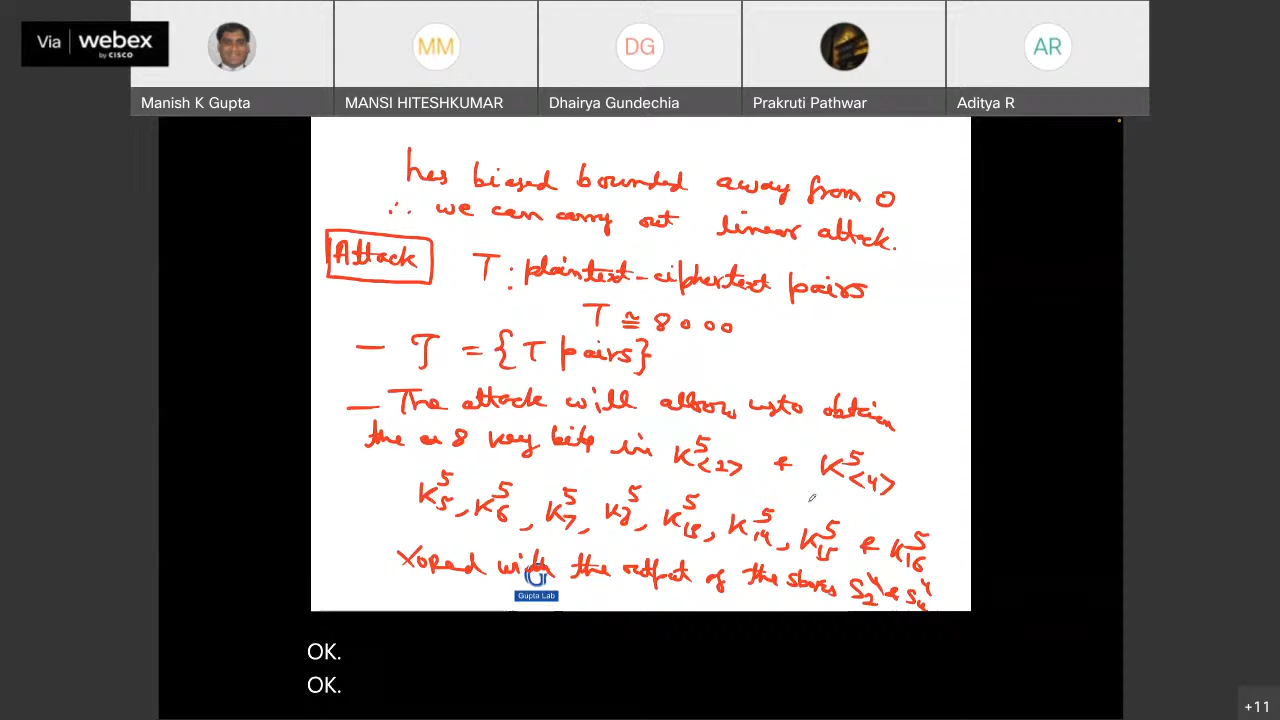 Via webex
by CISCO
MM
DG
AR
Manish K Gupta
MANSI HITESHKUMAR
Dhairya Gundechia
Prakruti Pathwar
Aditya R
has biased bounded away from 0
∴ we can carry out linear attack.
Attack
T : plaintext-ciphertext pairs
T ≅ 8000
— 𝒯 = {T pairs}
— The attack will allow us to obtain
the 8 key bits in K⁵<2> & K⁵<4>
K⁵₅, K⁵₆, K⁵₇, K⁵₈, K⁵₁₃, K⁵₁₄, K⁵₁₅ & K⁵₁₆
XORed with the output of the sboxes S⁴₂ & S⁴₄
Gupta Lab
OK.
OK.
+11